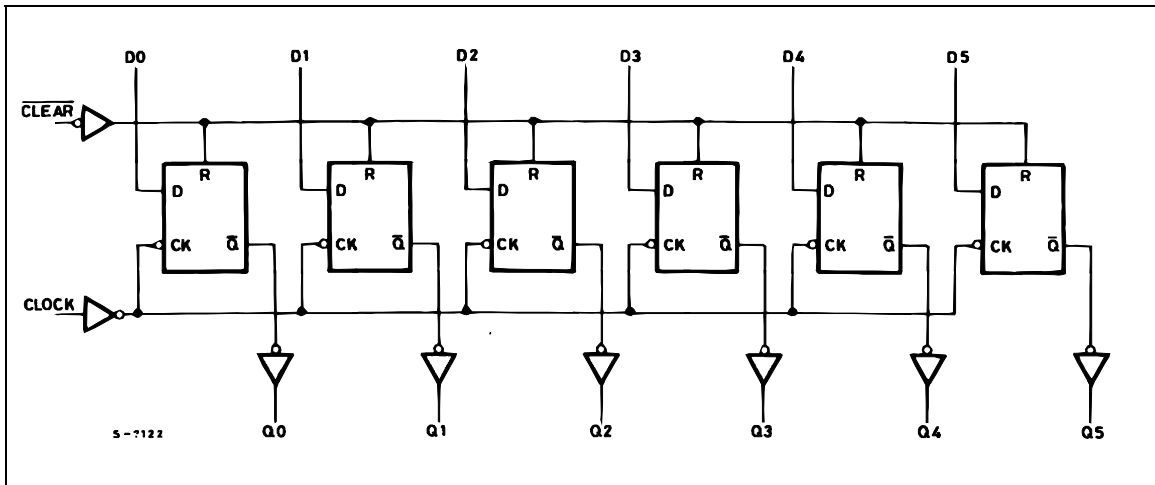 D0 D1 D2 D3 D4 D5
C̅L̅E̅A̅R̅
R R R R R R
D D D D D D
CK Q̅ CK Q̅ CK Q̅ CK Q̅ CK Q̅ CK Q̅
CLOCK
S-7122 Q0 Q1 Q2 Q3 Q4 Q5